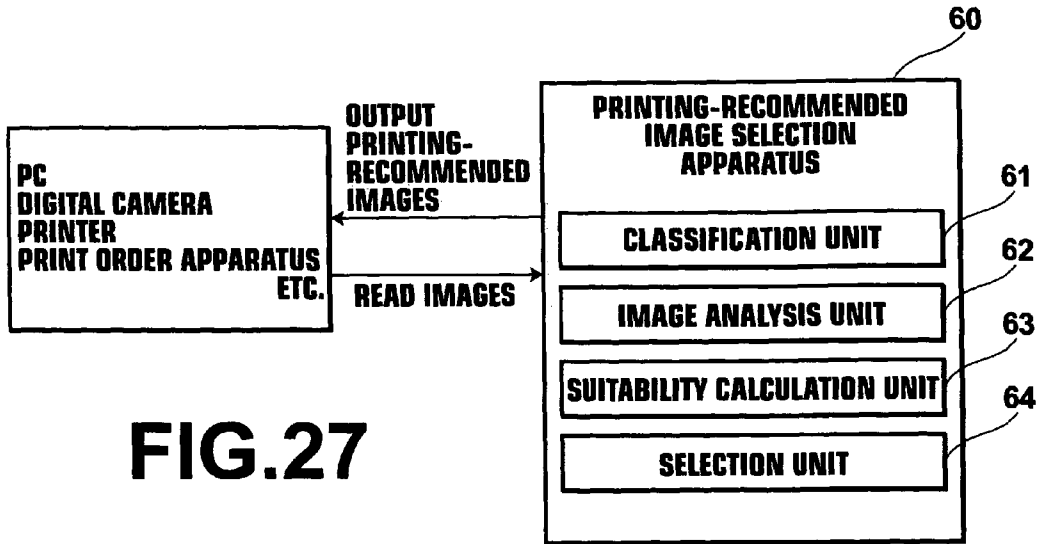 60
PRINTING-RECOMMENDED
IMAGE SELECTION
APPARATUS
OUTPUT
PRINTING-
RECOMMENDED
IMAGES
PC
DIGITAL CAMERA
PRINTER
PRINT ORDER APPARATUS
ETC.
READ IMAGES
61
CLASSIFICATION UNIT
62
IMAGE ANALYSIS UNIT
63
SUITABILITY CALCULATION UNIT
64
SELECTION UNIT
FIG.27